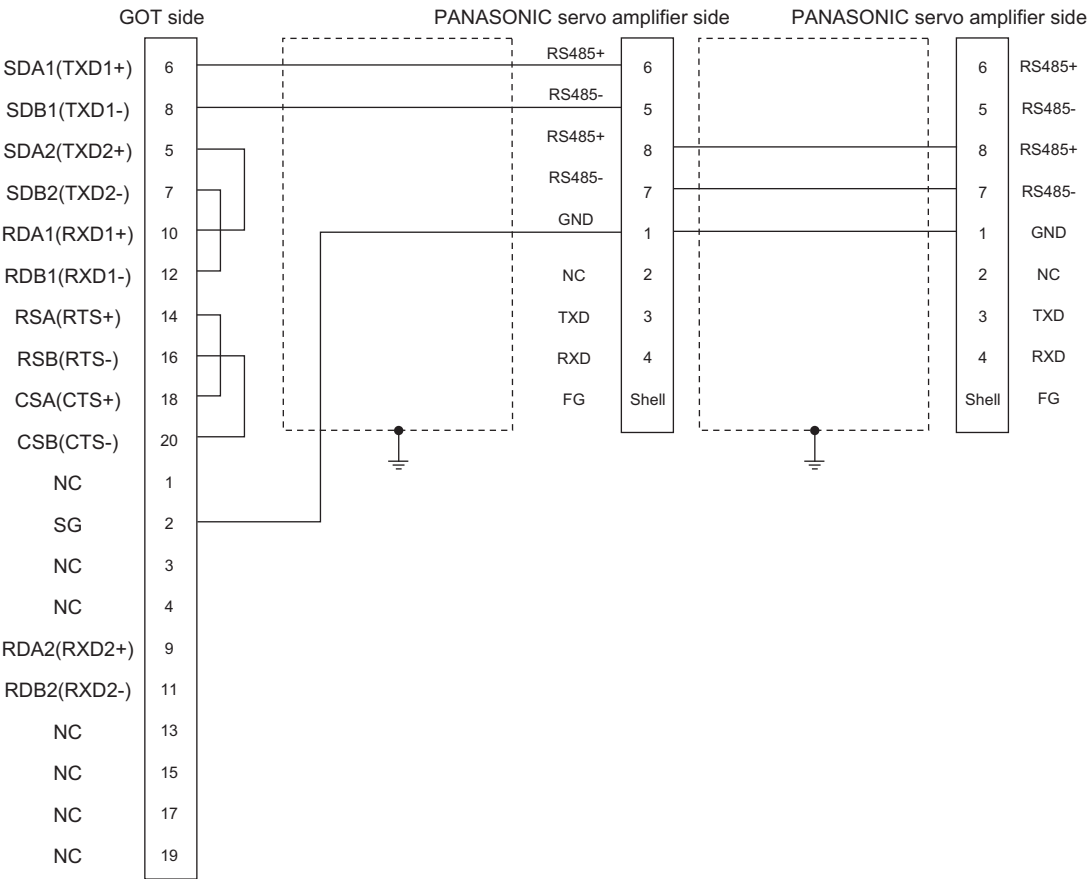 GOT side PANASONIC servo amplifier side PANASONIC servo amplifier side
SDA1(TXD1+) 6 RS485+ 6 6 RS485+
SDB1(TXD1-) 8 RS485- 5 5 RS485-
SDA2(TXD2+) 5 RS485+ 8 8 RS485+
SDB2(TXD2-) 7 RS485- 7 7 RS485-
RDA1(RXD1+) 10 GND 1 1 GND
RDB1(RXD1-) 12 NC 2 2 NC
RSA(RTS+) 14 TXD 3 3 TXD
RSB(RTS-) 16 RXD 4 4 RXD
CSA(CTS+) 18 FG Shell Shell FG
CSB(CTS-) 20
NC 1
SG 2
NC 3
NC 4
RDA2(RXD2+) 9
RDB2(RXD2-) 11
NC 13
NC 15
NC 17
NC 19